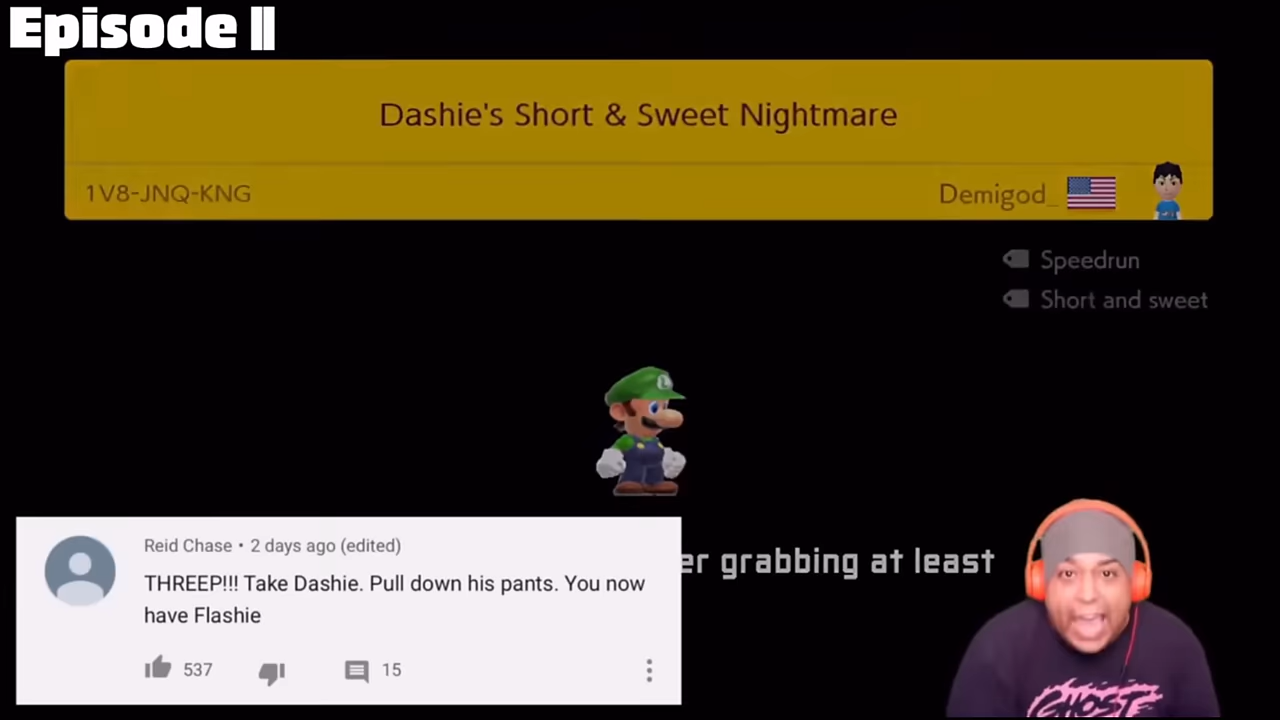 Episode II
Dashie's Short & Sweet Nightmare
1V8-JNQ-KNG
Demigod_
Speedrun
Short and sweet
L
er grabbing at least
Reid Chase • 2 days ago (edited)
THREEP!!! Take Dashie. Pull down his pants. You now
have Flashie
537
15
GHOST